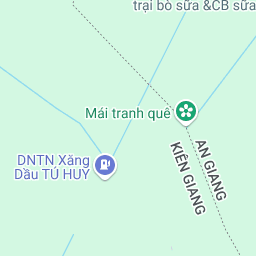 trại bò sữa &CB sữa
Mái tranh quê
AN GIANG
KIÊN GIANG
DNTN Xăng
Dầu TÚ HUY